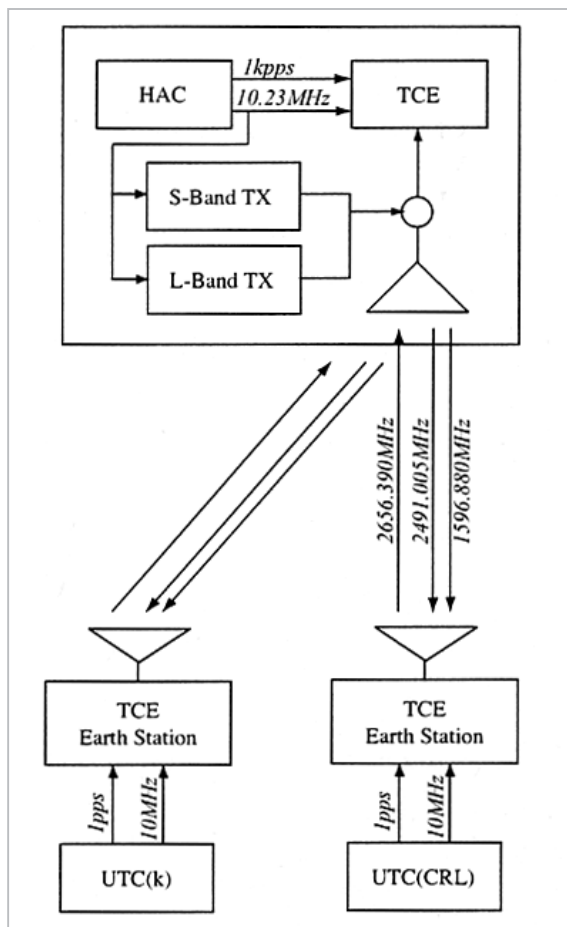 1kpps
HAC
10.23MHz
TCE
S-Band TX
L-Band TX
2656.390MHz
2491.005MHz
1596.880MHz
TCE
Earth Station
TCE
Earth Station
1pps
10MHz
1pps
10MHz
UTC(k)
UTC(CRL)